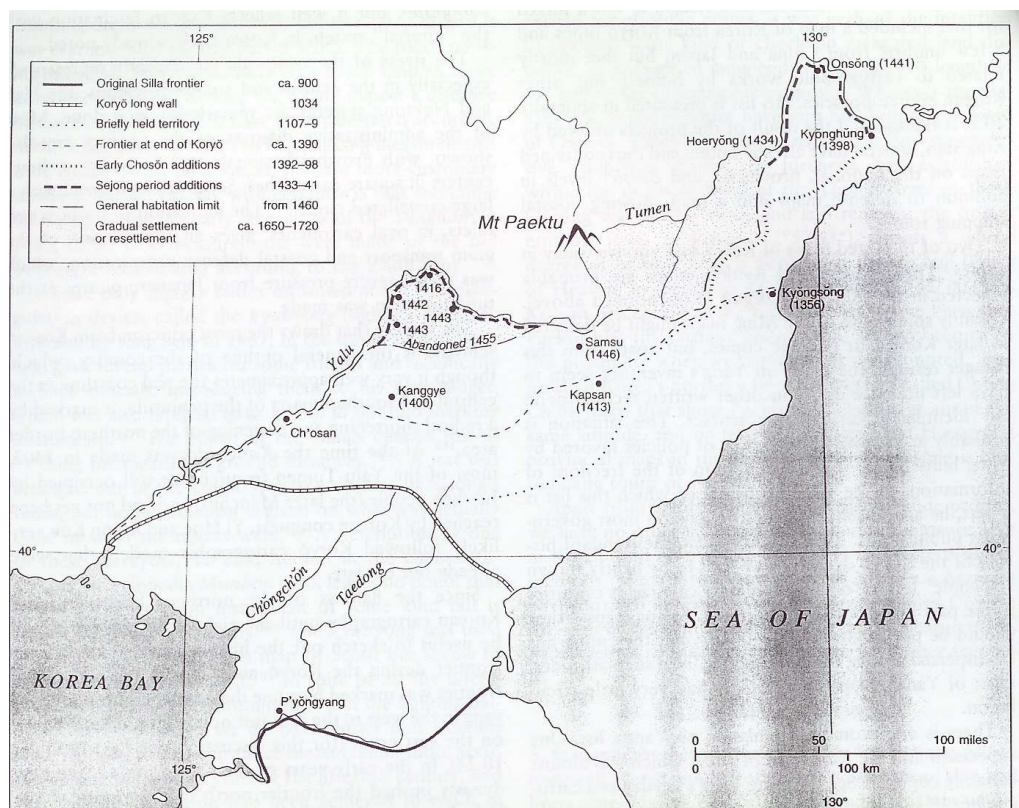 125°
130°
Original Silla frontier ca. 900
Koryŏ long wall 1034
Briefly held territory 1107–9
Frontier at end of Koryŏ ca. 1390
Early Chosŏn additions 1392–98
Sejong period additions 1433–41
General habitation limit from 1460
Gradual settlement ca. 1650–1720
or resettlement
Onsŏng (1441)
Hoeryŏng (1434)
Kyŏnghŭng
(1398)
Tumen
Mt Paektu
1416
1442
1443
1443
Abandoned 1455
Yalu
Kyŏngsŏng
(1356)
Samsu
(1446)
Kapsan
(1413)
Kanggye
(1400)
Ch'osan
40°
40°
Chŏngch'ŏn
Taedong
SEA OF JAPAN
KOREA BAY
P'yŏngyang
0 50 100 miles
0 100 km
125°
130°